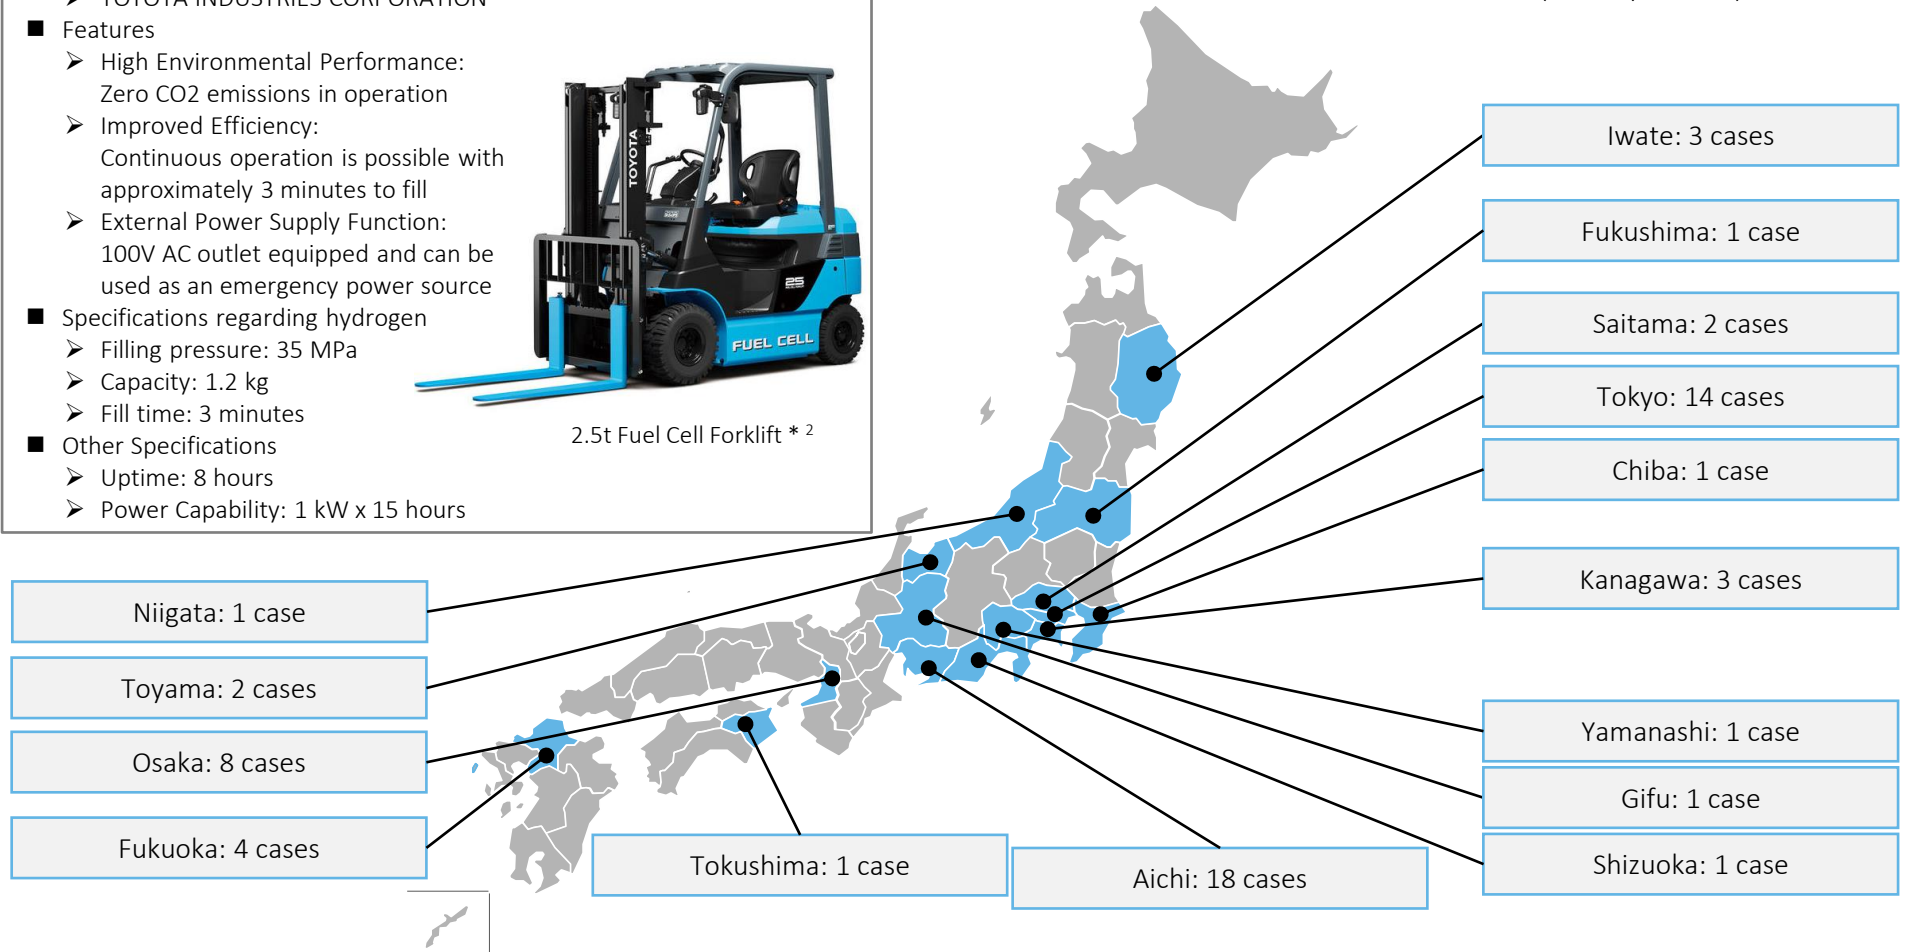 TOYOTA INDUSTRIES CORPORATION
■ Features
➢ High Environmental Performance:
Zero CO2 emissions in operation
➢ Improved Efficiency:
Continuous operation is possible with
approximately 3 minutes to fill
➢ External Power Supply Function:
100V AC outlet equipped and can be
used as an emergency power source
■ Specifications regarding hydrogen
➢ Filling pressure: 35 MPa
➢ Capacity: 1.2 kg
➢ Fill time: 3 minutes
■ Other Specifications
➢ Uptime: 8 hours
➢ Power Capability: 1 kW x 15 hours
TOYOTA
25
FUEL CELL
2.5t Fuel Cell Forklift * 2
Iwate: 3 cases
Fukushima: 1 case
Saitama: 2 cases
Tokyo: 14 cases
Chiba: 1 case
Kanagawa: 3 cases
Yamanashi: 1 case
Gifu: 1 case
Shizuoka: 1 case
Niigata: 1 case
Toyama: 2 cases
Osaka: 8 cases
Fukuoka: 4 cases
Tokushima: 1 case
Aichi: 18 cases